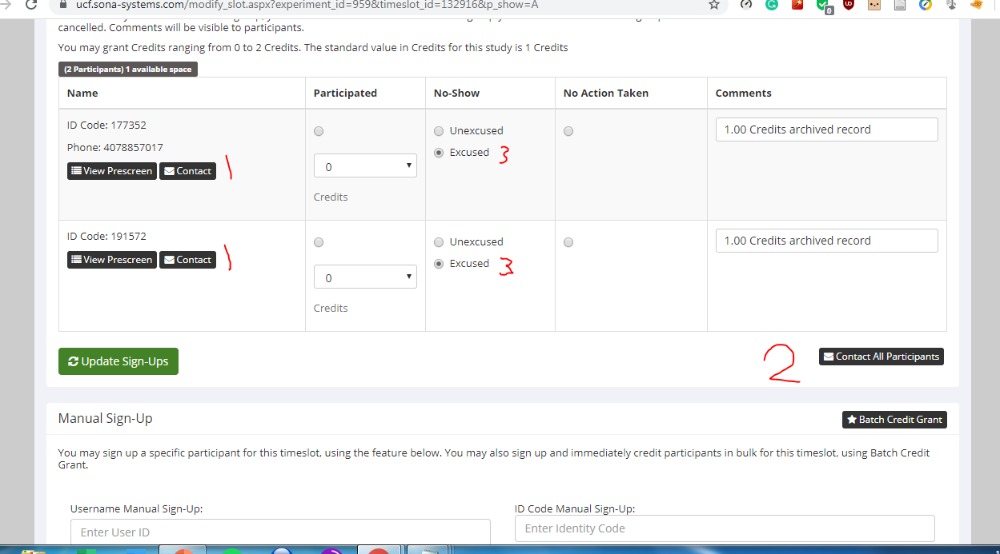 ucf.sona-systems.com/modify_slot.aspx?experiment_id=959&timeslot_id=132916&p_show=A
cancelled. Comments will be visible to participants.
You may grant Credits ranging from 0 to 2 Credits. The standard value in Credits for this study is 1 Credits
(2 Participants) 1 available space
Name Participated No-Show No Action Taken Comments
ID Code: 177352 Unexcused 1.00 Credits archived record
Phone: 4078857017 Excused 3
View Prescreen Contact 1 0
Credits
ID Code: 191572 Unexcused 1.00 Credits archived record
View Prescreen Contact 1 Excused 3
0
Credits
Update Sign-Ups 2 Contact All Participants
Manual Sign-Up Batch Credit Grant
You may sign up a specific participant for this timeslot, using the feature below. You may also sign up and immediately credit participants in bulk for this timeslot, using Batch Credit
Grant.
Username Manual Sign-Up: ID Code Manual Sign-Up:
Enter User ID Enter Identity Code